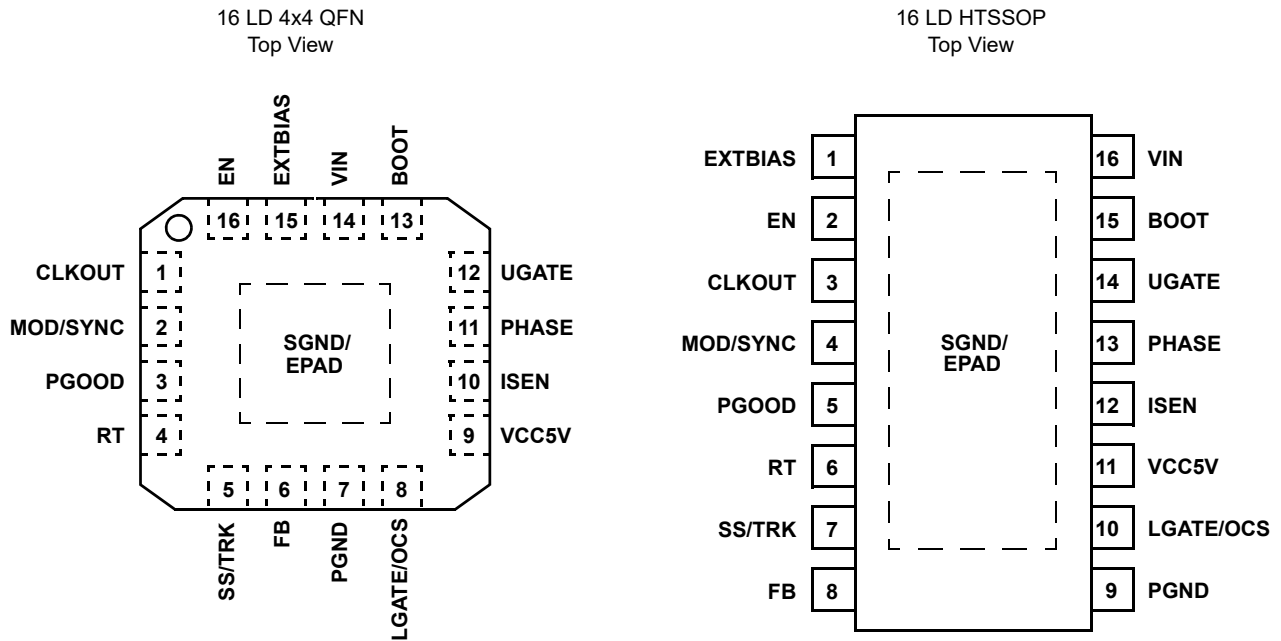 16 LD 4x4 QFN
Top View
EN
EXTBIAS
VIN
BOOT
16
15
14
13
CLKOUT 1
12 UGATE
MOD/SYNC 2
11 PHASE
PGOOD 3
10 ISEN
RT 4
9 VCC5V
SGND/
EPAD
5
6
7
8
SS/TRK
FB
PGND
LGATE/OCS
16 LD HTSSOP
Top View
EXTBIAS 1
16 VIN
EN 2
15 BOOT
CLKOUT 3
14 UGATE
MOD/SYNC 4
13 PHASE
SGND/
EPAD
PGOOD 5
12 ISEN
RT 6
11 VCC5V
SS/TRK 7
10 LGATE/OCS
FB 8
9 PGND